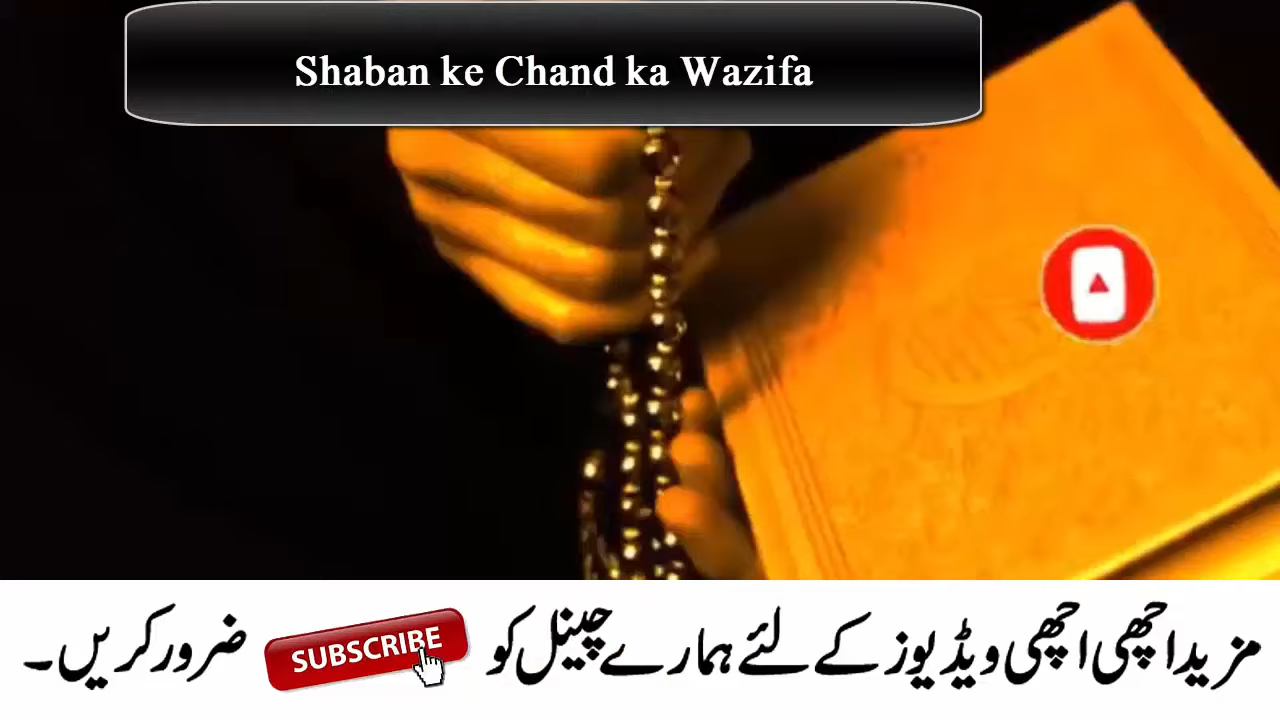 Shaban ke Chand ka Wazifa
مزید اچھی اچھی ویڈیوز کے لئے ہمارے چینل کو SUBSCRIBE ضرور کریں۔